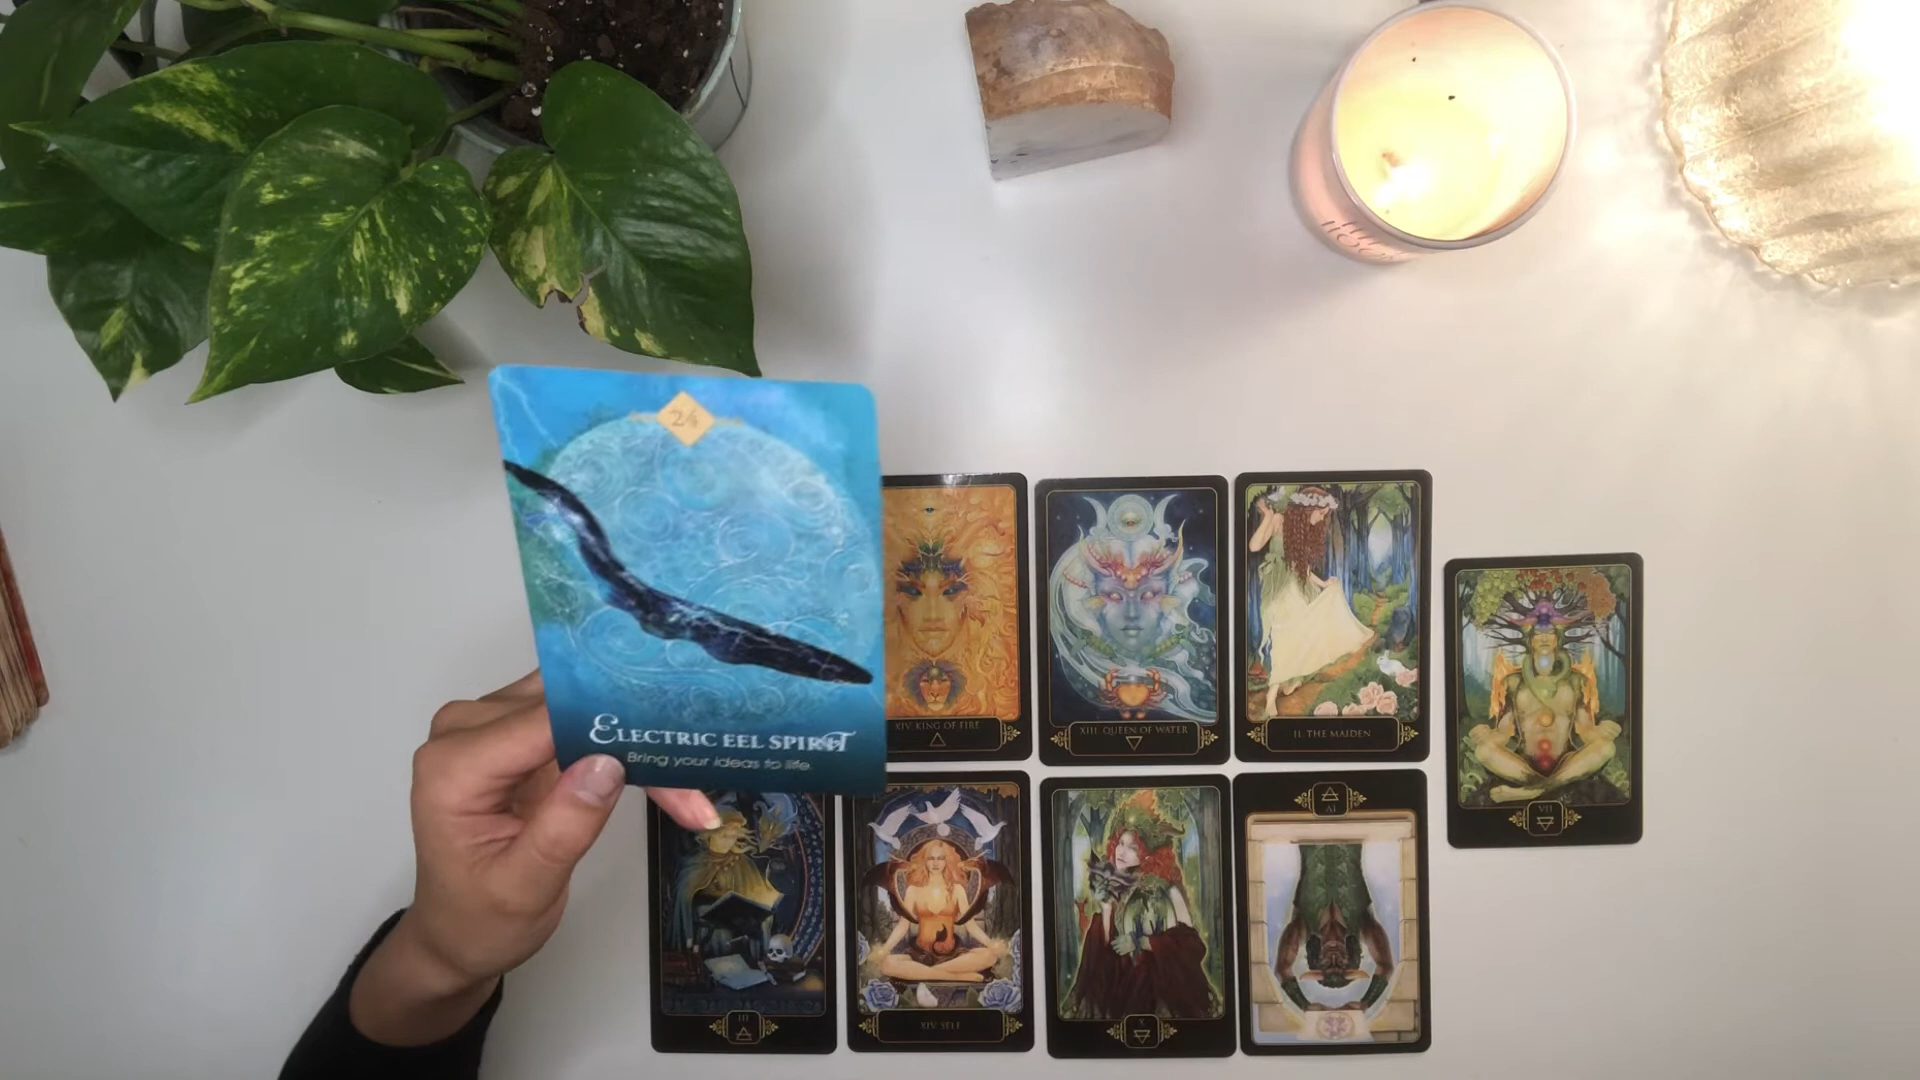 24
ELECTRIC EEL SPIRIT
Bring your ideas to life.
XIV. KING OF FIRE
XIII. QUEEN OF WATER
II. THE MAIDEN
VII
III
XIV. SELF
X
VI